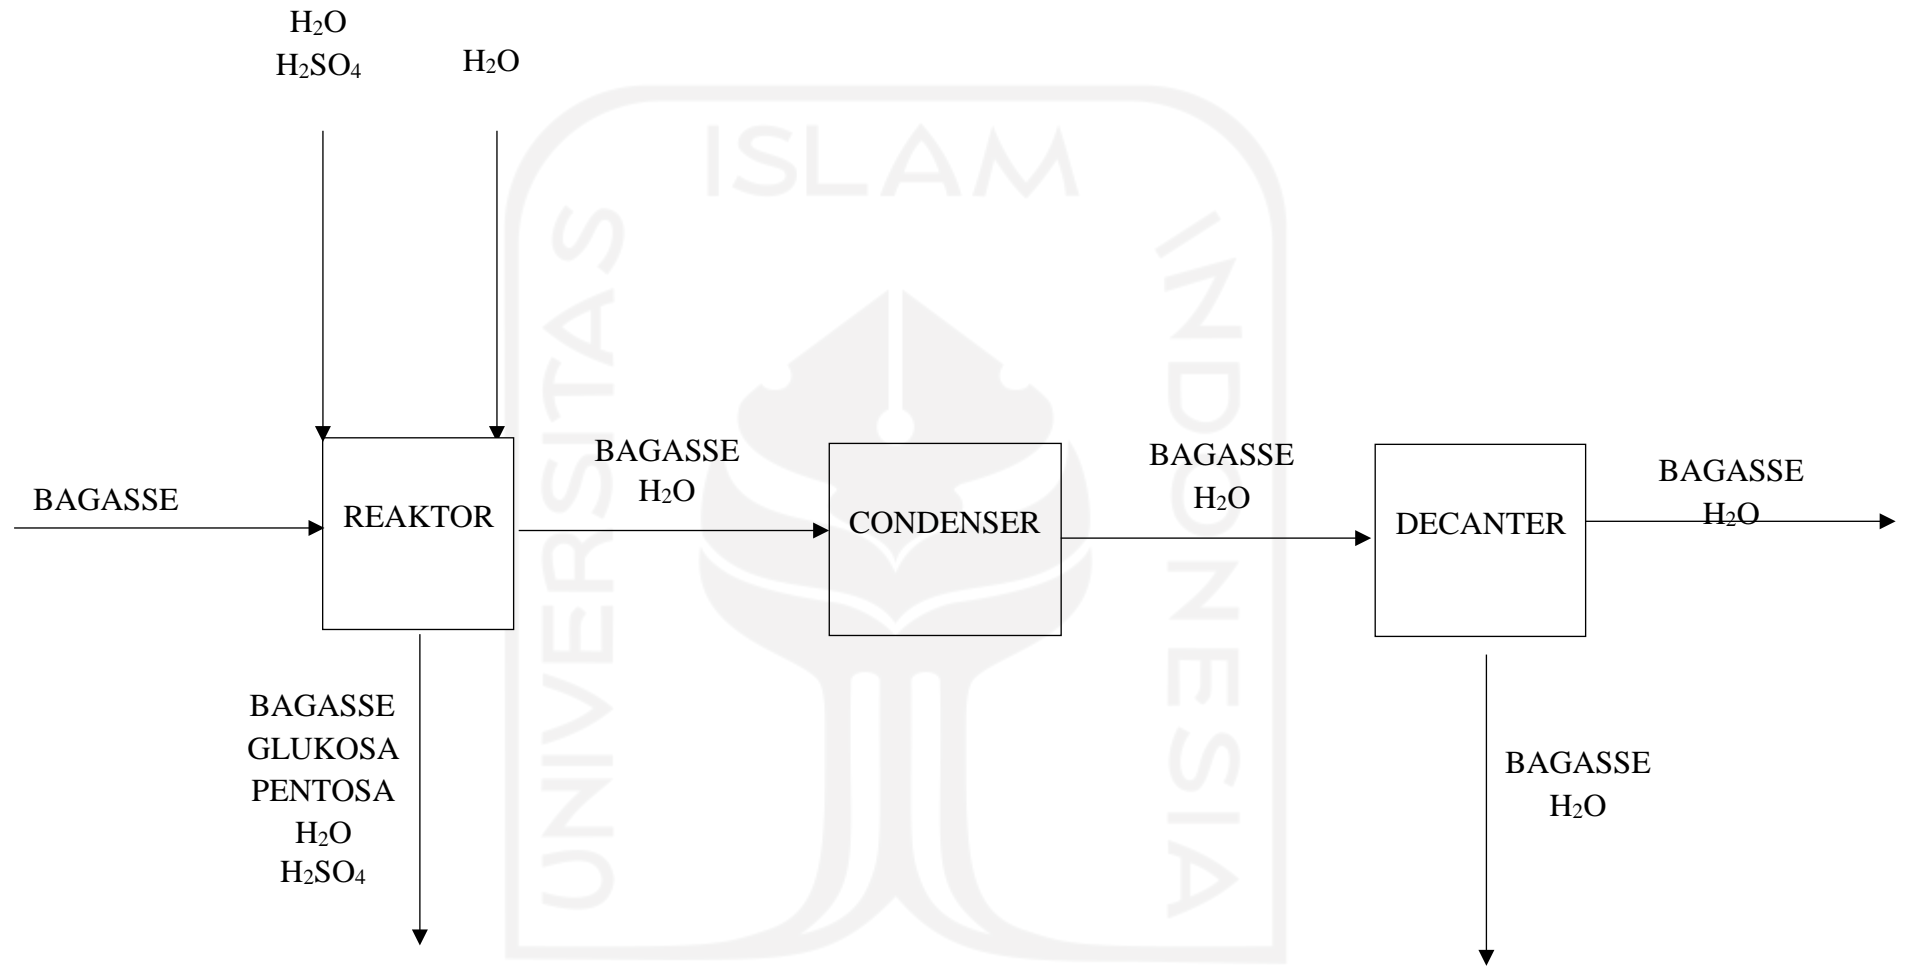 H₂O
H₂SO₄
H₂O
ISLAM
UNIVERSITAS
INDONESIA
BAGASSE
REAKTOR
BAGASSE
H₂O
CONDENSER
BAGASSE
H₂O
DECANTER
BAGASSE
H₂O
BAGASSE
GLUKOSA
PENTOSA
H₂O
H₂SO₄
BAGASSE
H₂O